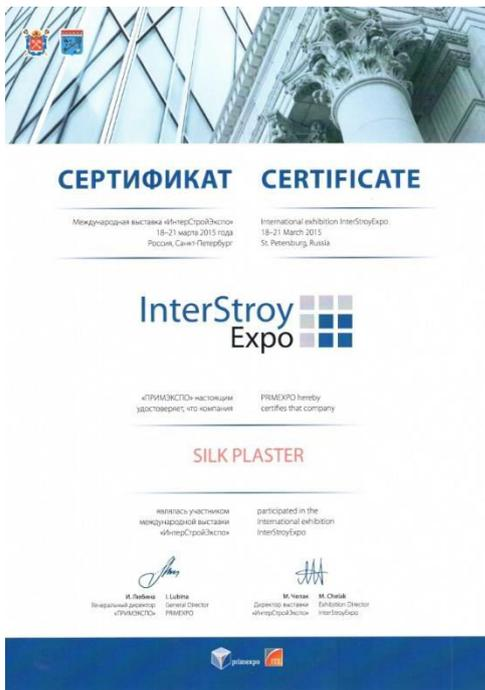 СЕРТИФИКАТ
CERTIFICATE
Международная выставка «ИнтерСтройЭкспо»
18–21 марта 2015 года
Россия, Санкт-Петербург
International exhibition InterStroyExpo
18–21 March 2015
St. Petersburg, Russia
InterStroy
Expo
«ПРИМЭКСПО» настоящим
удостоверяет, что компания
PRIMEXPO hereby
certifies that company
SILK PLASTER
являлась участником
международной выставки
«ИнтерСтройЭкспо»
participated in the
International exhibition
InterStroyExpo
И. Любина
Генеральный директор
«ПРИМЭКСПО»
I. Lubina
General Director
PRIMEXPO
М. Челак
Директор выставки
«ИнтерСтройЭкспо»
M. Chelak
Exhibition Director
InterStroyExpo
primexpo